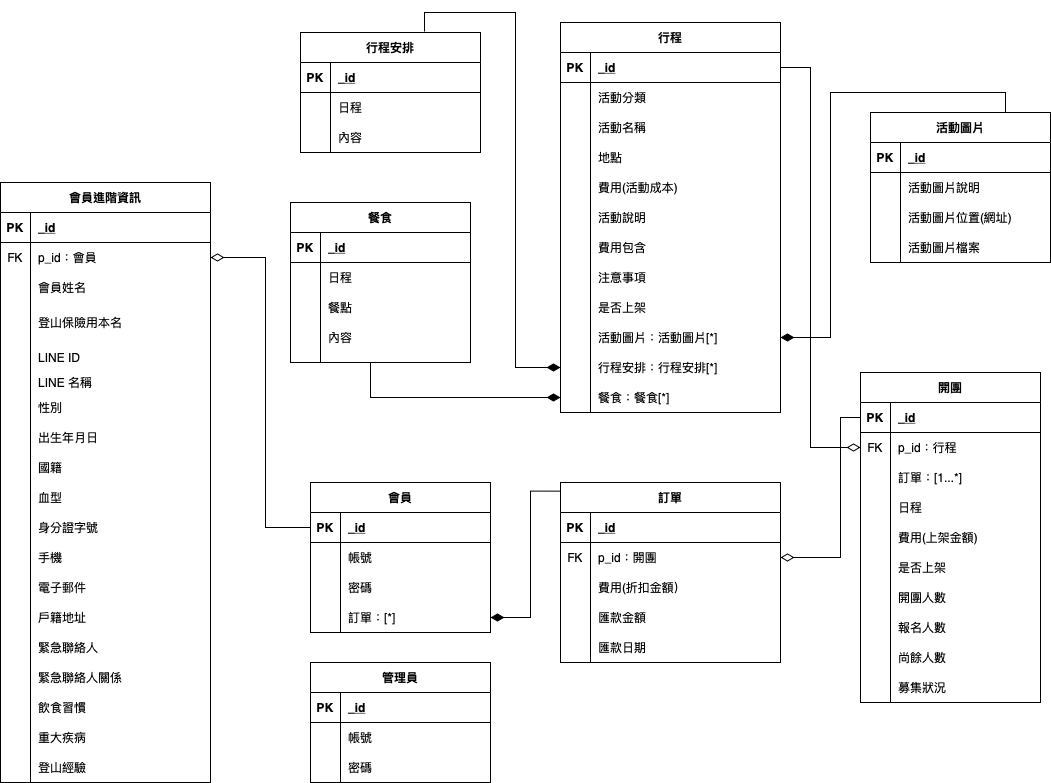 行程安排
PK _id
日程
內容
行程
PK _id
活動分類
活動名稱
地點
費用(活動成本)
活動說明
費用包含
注意事項
是否上架
活動圖片：活動圖片[*]
行程安排：行程安排[*]
餐食：餐食[*]
活動圖片
PK _id
活動圖片說明
活動圖片位置(網址)
活動圖片檔案
會員進階資訊
PK _id
FK p_id：會員
會員姓名
登山保險用本名
LINE ID
LINE 名稱
性別
出生年月日
國籍
血型
身分證字號
手機
電子郵件
戶籍地址
緊急聯絡人
緊急聯絡人關係
飲食習慣
重大疾病
登山經驗
餐食
PK _id
日程
餐點
內容
開團
PK _id
FK p_id：行程
訂單：[1...*]
日程
費用(上架金額)
是否上架
開團人數
報名人數
尚餘人數
募集狀況
會員
PK _id
帳號
密碼
訂單：[*]
訂單
PK _id
FK p_id：開團
費用(折扣金額）
匯款金額
匯款日期
管理員
PK _id
帳號
密碼